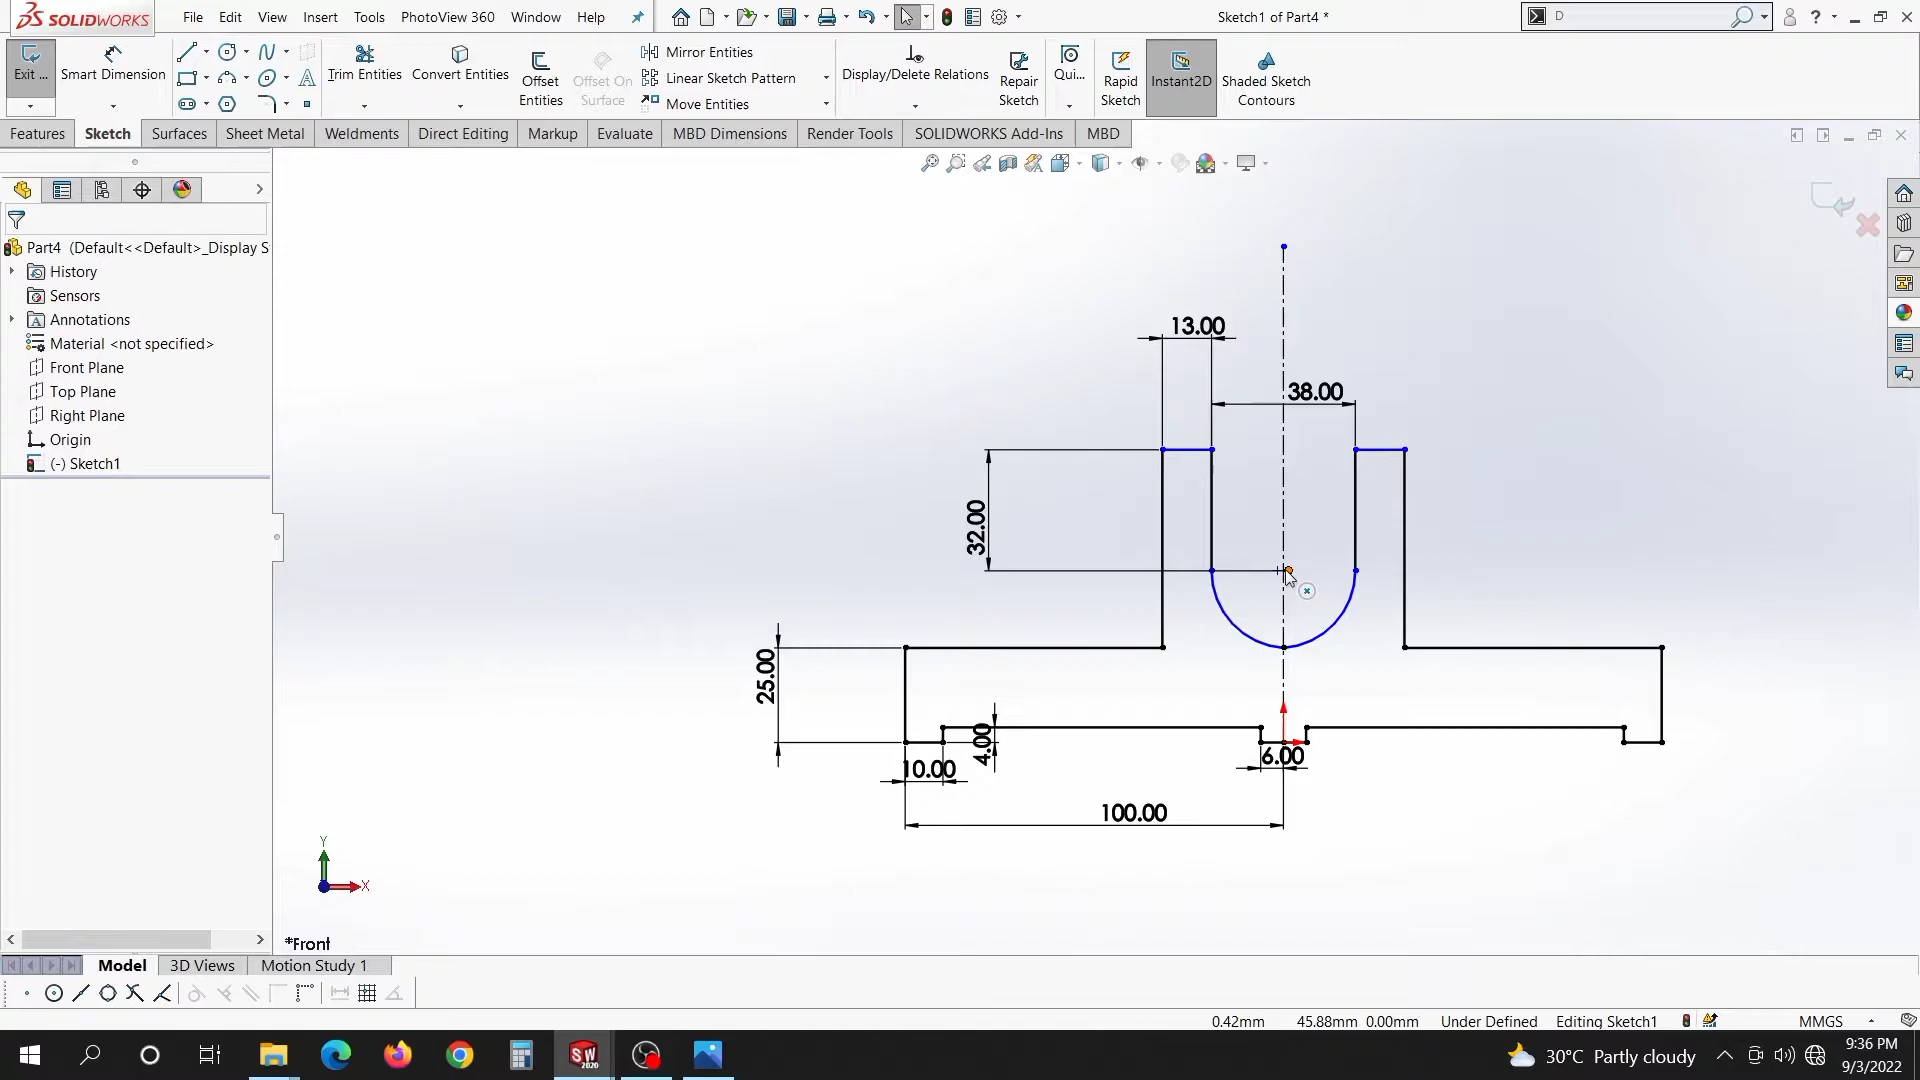 SOLIDWORKS File Edit View Insert Tools PhotoView 360 Window Help Sketch1 of Part4 * D ?
Exit ... Smart Dimension Trim Entities Convert Entities Offset Entities Offset On Surface Mirror Entities Display/Delete Relations Repair Sketch Qui... Rapid Sketch Instant2D Shaded Sketch Contours
Linear Sketch Pattern
Move Entities
Features Sketch Surfaces Sheet Metal Weldments Direct Editing Markup Evaluate MBD Dimensions Render Tools SOLIDWORKS Add-Ins MBD
Part4 (Default<<Default>_Display S
History
Sensors
Annotations
Material <not specified>
Front Plane
Top Plane
Right Plane
Origin
(-) Sketch1
13.00
38.00
32.00
25.00
4.00
6.00
10.00
100.00
Y
X
*Front
Model 3D Views Motion Study 1
0.42mm 45.88mm 0.00mm Under Defined Editing Sketch1 MMGS
SW 2020
30°C Partly cloudy
9:36 PM
9/3/2022